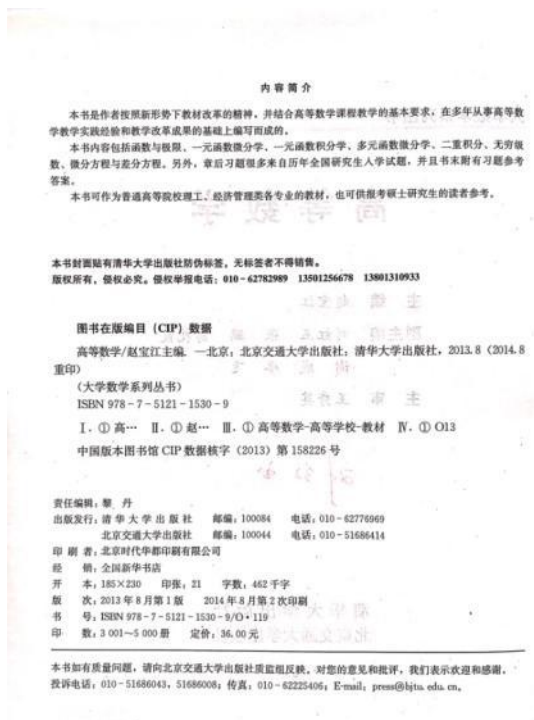 内 容 简 介
本书是作者按照新形势下教材改革的精神，并结合高等数学课程教学的基本要求，在多年从事高等数
学教学实践经验和教学改革成果的基础上编写而成的。
本书内容包括函数与极限、一元函数微分学、一元函数积分学、多元函数微分学、二重积分、无穷级
数、微分方程与差分方程。另外，章后习题很多来自历年全国研究生入学试题，并且书末附有习题参考
答案。
本书可作为普通高等院校理工、经济管理类各专业的教材，也可供报考硕士研究生的读者参考。
本书封面贴有清华大学出版社防伪标签，无标签者不得销售。
版权所有，侵权必究。侵权举报电话：010-62782989 13501256678 13801310933
图书在版编目（CIP）数据
高等数学/赵宝江主编. —北京：北京交通大学出版社：清华大学出版社，2013.8（2014.8
重印）
（大学数学系列丛书）
ISBN 978-7-5121-1530-9
Ⅰ. ①高… Ⅱ. ①赵… Ⅲ. ①高等数学-高等学校-教材 Ⅳ. ①O13
中国版本图书馆CIP数据核字（2013）第158226号
责任编辑：黎 丹
出版发行：清 华 大 学 出 版 社 邮编：100084 电话：010-62776969
北京交通大学出版社 邮编：100044 电话：010-51686414
印 刷 者：北京时代华都印刷有限公司
经 销：全国新华书店
开 本：185×230 印张：21 字数：462千字
版 次：2013年8月第1版 2014年8月第2次印刷
书 号：ISBN 978-7-5121-1530-9/O·119
印 数：3 001～5 000册 定价：36.00元
本书如有质量问题，请向北京交通大学出版社质监组反映。对您的意见和批评，我们表示欢迎和感谢。
投诉电话：010-51686043，51686008；传真：010-62225406；E-mail：press@bjtu.edu.cn。